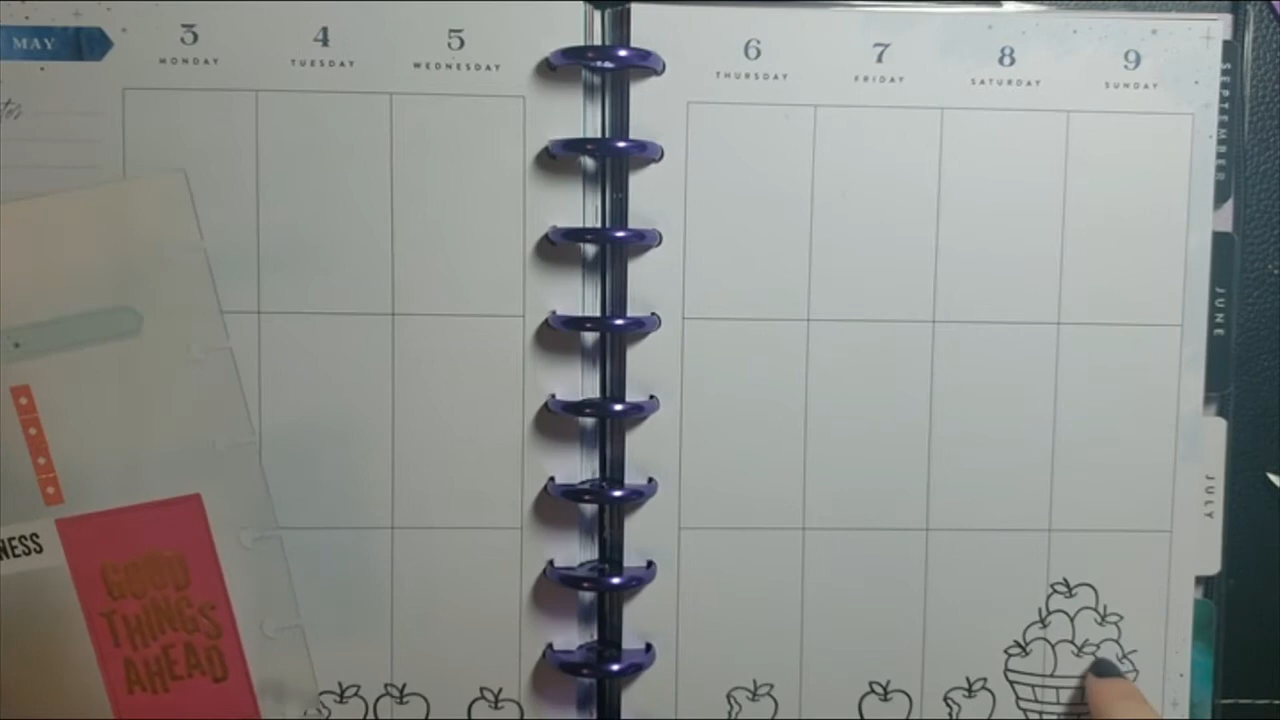 MAY
3
MONDAY
4
TUESDAY
5
WEDNESDAY
6
THURSDAY
7
FRIDAY
8
SATURDAY
9
SUNDAY
SEPTEMBER
JUNE
JULY
NESS
GOOD
THINGS
AHEAD